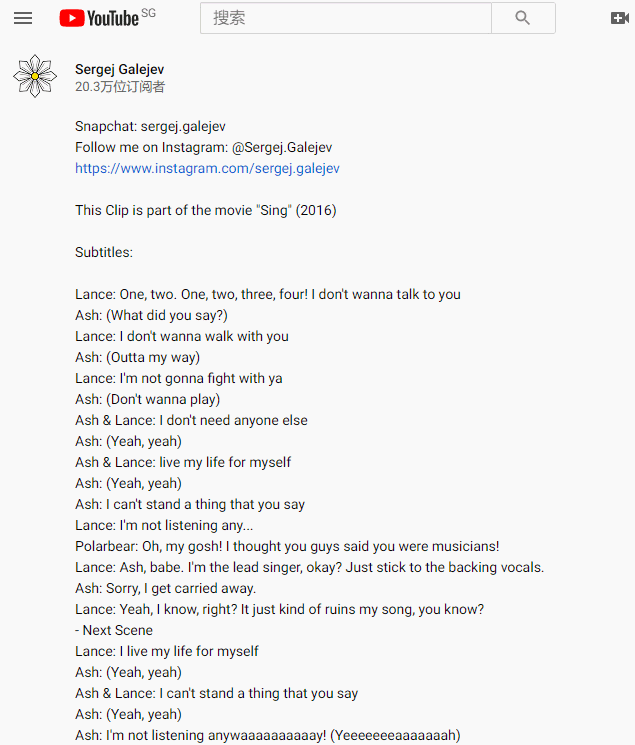 YouTube SG
搜索
Sergej Galejev
20.3万位订阅者
Snapchat: sergej.galejev
Follow me on Instagram: @Sergej.Galejev
https://www.instagram.com/sergej.galejev
This Clip is part of the movie "Sing" (2016)
Subtitles:
Lance: One, two. One, two, three, four! I don't wanna talk to you
Ash: (What did you say?)
Lance: I don't wanna walk with you
Ash: (Outta my way)
Lance: I'm not gonna fight with ya
Ash: (Don't wanna play)
Ash & Lance: I don't need anyone else
Ash: (Yeah, yeah)
Ash & Lance: live my life for myself
Ash: (Yeah, yeah)
Ash: I can't stand a thing that you say
Lance: I'm not listening any...
Polarbear: Oh, my gosh! I thought you guys said you were musicians!
Lance: Ash, babe. I'm the lead singer, okay? Just stick to the backing vocals.
Ash: Sorry, I get carried away.
Lance: Yeah, I know, right? It just kind of ruins my song, you know?
- Next Scene
Lance: I live my life for myself
Ash: (Yeah, yeah)
Ash & Lance: I can't stand a thing that you say
Ash: (Yeah, yeah)
Ash: I'm not listening anywaaaaaaaaaay! (Yeeeeeeeaaaaaaah)